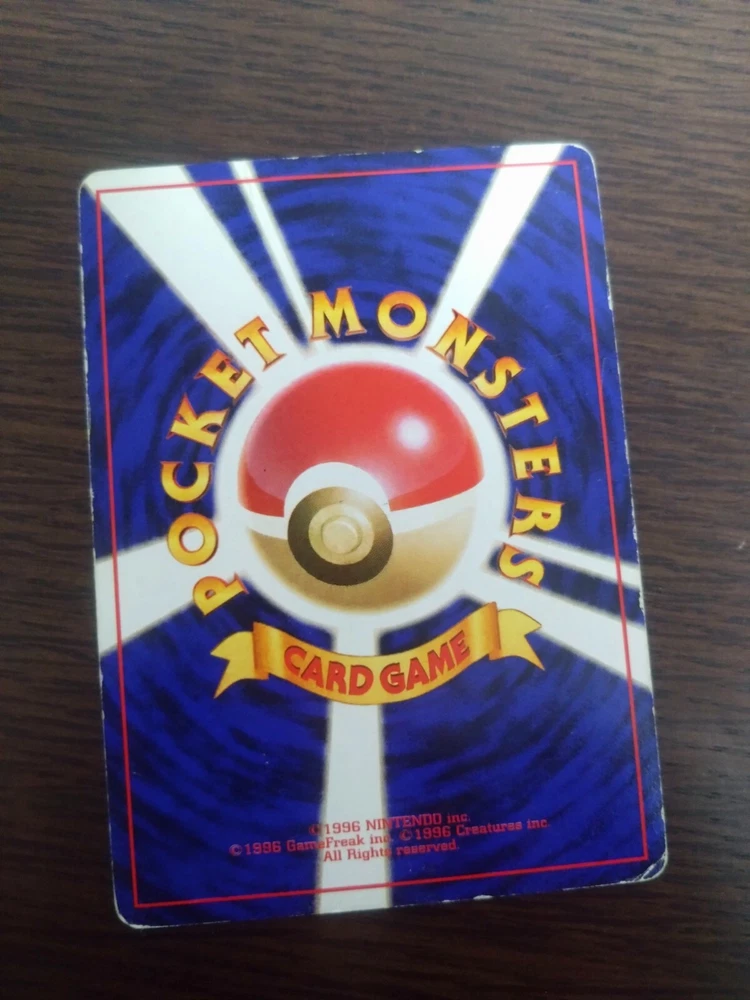 POCKET MONSTERS
CARD GAME
©1996 NINTENDO inc.
©1996 GameFreak inc. ©1996 Creatures inc.
All Rights reserved.